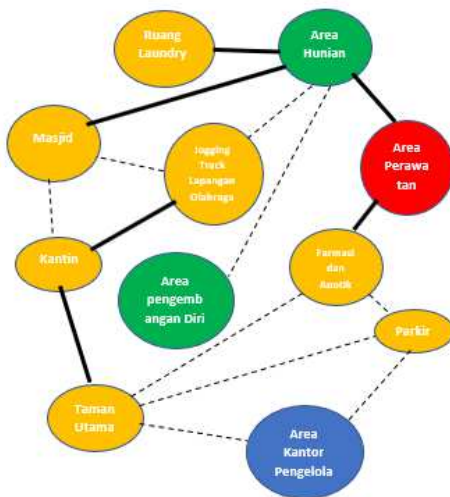 Ruang
Laundry
Area
Hunian
Masjid
Jogging
Track
Lapangan
Olahraga
Area
Perawa
tan
Kantin
Area
pengemb
angan Diri
Farmasi
dan
Apotik
Parkir
Taman
Utama
Area
Kantor
Pengelola